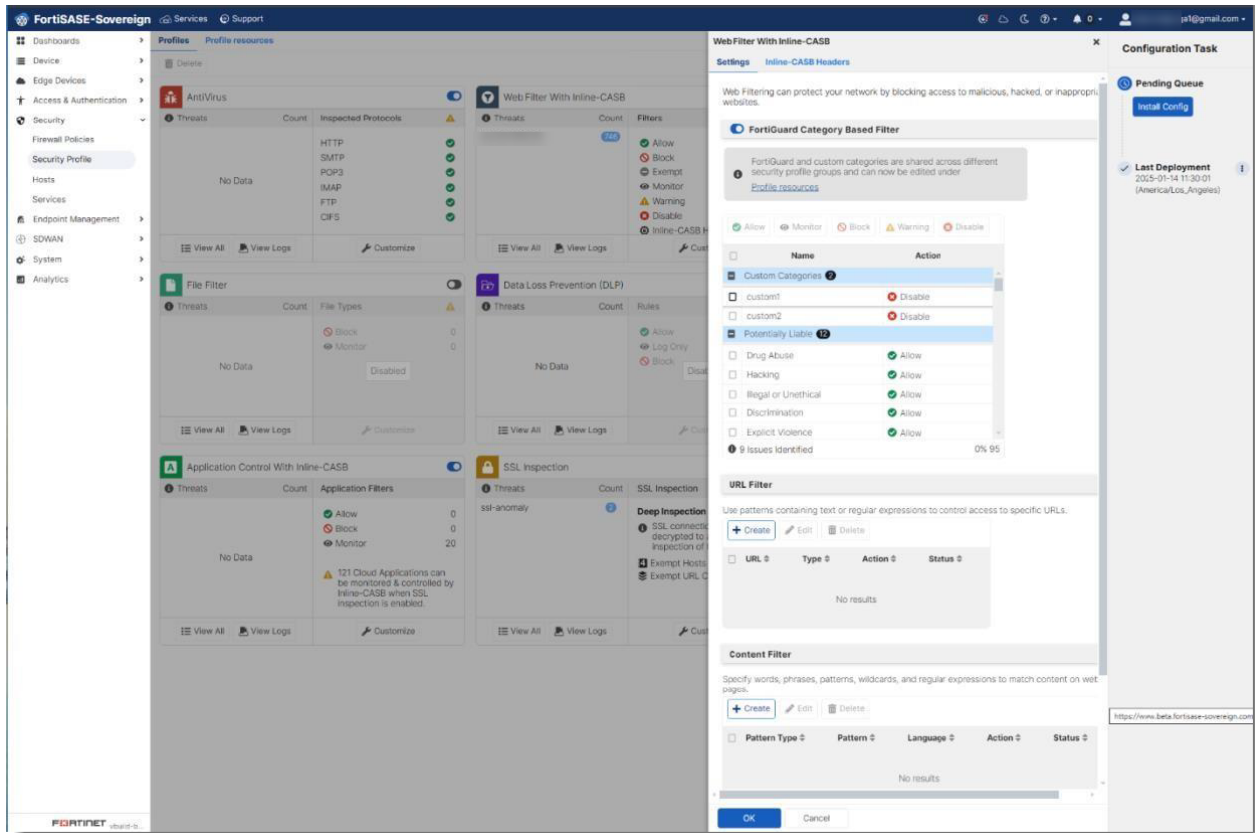 FortiSASE-Sovereign Services Support 0 ja1@gmail.com
Dashboards
Device
Edge Devices
Access & Authentication
Security
Firewall Policies
Security Profile
Hosts
Services
Endpoint Management
SDWAN
System
Analytics
FORTINET
Profiles Profile resources
Delete
AntiVirus
Threats Count Inspected Protocols
No Data
HTTP
SMTP
POP3
IMAP
FTP
CIFS
View All View Logs Customize
Web Filter With Inline-CASB
Threats Count Filters
746
Allow
Block
Exempt
Monitor
Warning
Disable
Inline-CASB H
View All View Logs Cust
File Filter
Threats Count File Types
No Data
Block 0
Monitor 0
Disabled
View All View Logs Customize
Data Loss Prevention (DLP)
Threats Count Rules
No Data
Allow
Log Only
Block
Disab
View All View Logs Cust
Application Control With Inline-CASB
Threats Count Application Filters
No Data
Allow 0
Block 0
Monitor 20
121 Cloud Applications can
be monitored & controlled by
Inline-CASB when SSL
inspection is enabled.
View All View Logs Customize
SSL Inspection
Threats Count SSL Inspection
ssl-anomaly 2
Deep Inspection
SSL connectio
decrypted to a
inspection of
Exempt Hosts
Exempt URL C
View All View Logs Cust
Web Filter With Inline-CASB
Settings Inline-CASB Headers
Web Filtering can protect your network by blocking access to malicious, hacked, or inappropria
websites.
FortiGuard Category Based Filter
FortiGuard and custom categories are shared across different
security profile groups and can now be edited under
Profile resources
Allow Monitor Block Warning Disable
Name Action
Custom Categories 2
custom1 Disable
custom2 Disable
Potentially Liable 12
Drug Abuse Allow
Hacking Allow
Illegal or Unethical Allow
Discrimination Allow
Explicit Violence Allow
9 Issues Identified 0% 95
URL Filter
Use patterns containing text or regular expressions to control access to specific URLs.
Create Edit Delete
URL Type Action Status
No results
Content Filter
Specify words, phrases, patterns, wildcards, and regular expressions to match content on web
pages.
Create Edit Delete
Pattern Type Pattern Language Action Status
No results
OK Cancel
Configuration Task
Pending Queue
Install Config
Last Deployment
2025-01-14 11:30:01
(America/Los_Angeles)
https://www.beta.fortisase-sovereign.com